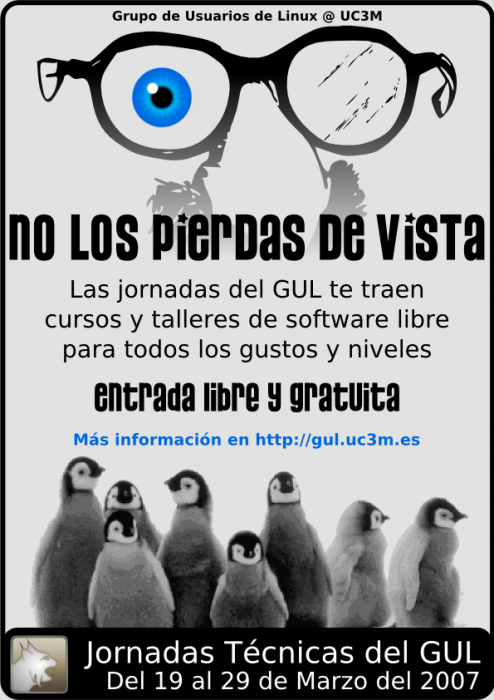 Grupo de Usuarios de Linux @ UC3M
no los pierdas de vista
Las jornadas del GUL te traen
cursos y talleres de software libre
para todos los gustos y niveles
entrada libre y gratuita
Más información en http://gul.uc3m.es
Jornadas Técnicas del GUL
Del 19 al 29 de Marzo del 2007